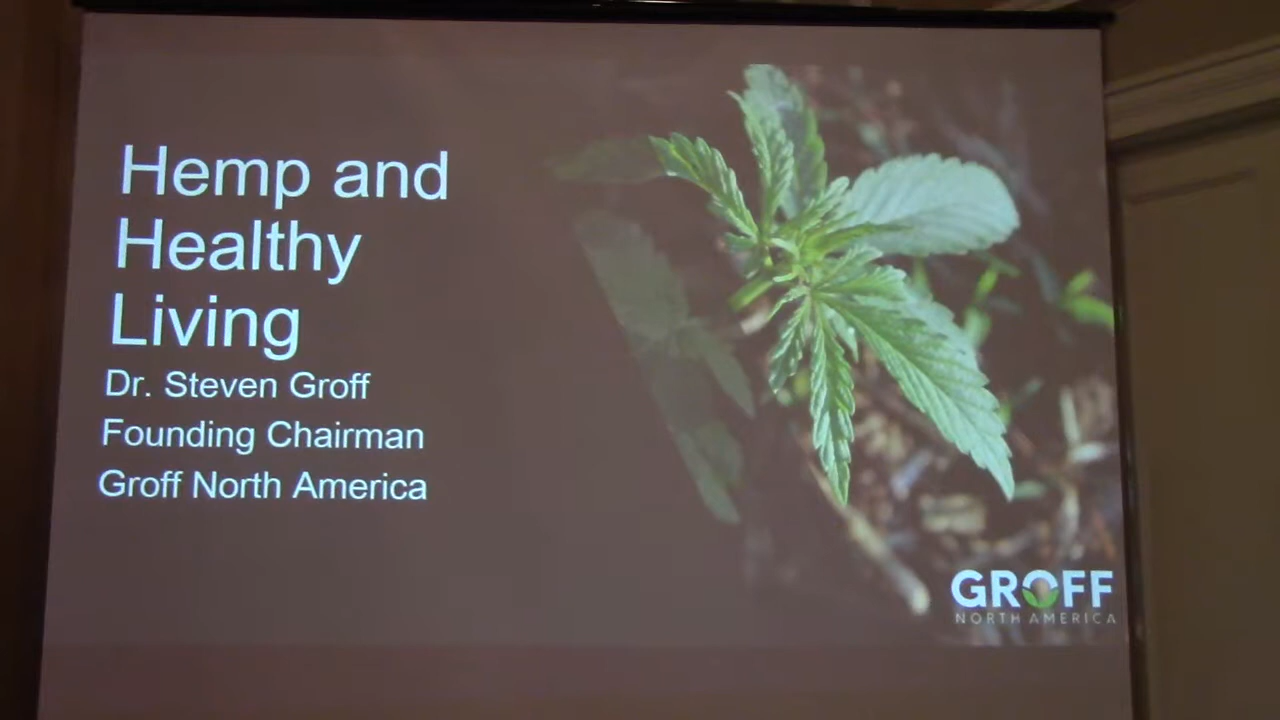 Hemp and
Healthy
Living
Dr. Steven Groff
Founding Chairman
Groff North America
GROFF
NORTH AMERICA